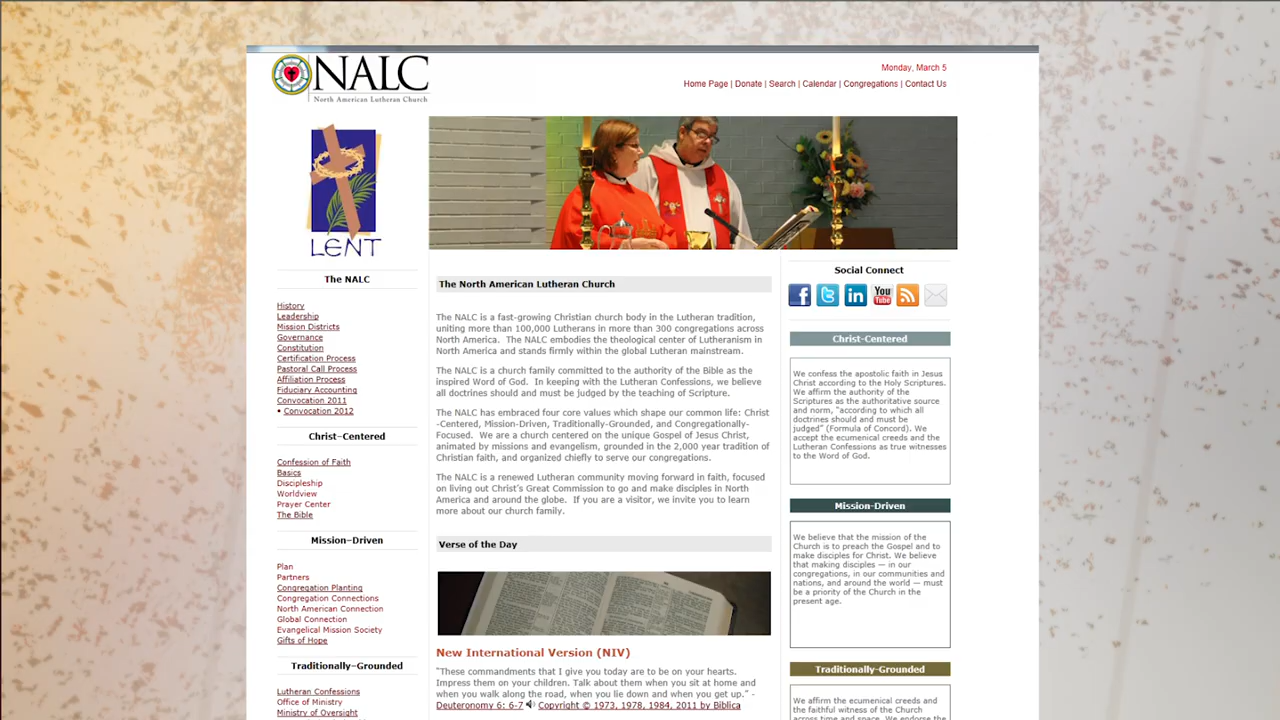 NALC
North American Lutheran Church
Monday, March 5
Home Page | Donate | Search | Calendar | Congregations | Contact Us
LENT
The NALC
History
Leadership
Mission Districts
Governance
Constitution
Certification Process
Pastoral Call Process
Affiliation Process
Fiduciary Accounting
Convocation 2011
• Convocation 2012
Christ–Centered
Confession of Faith
Basics
Discipleship
Worldview
Prayer Center
The Bible
Mission–Driven
Plan
Partners
Congregation Planting
Congregation Connections
North American Connection
Global Connection
Evangelical Mission Society
Gifts of Hope
Traditionally–Grounded
Lutheran Confessions
Office of Ministry
Ministry of Oversight
The North American Lutheran Church
The NALC is a fast-growing Christian church body in the Lutheran tradition,
uniting more than 100,000 Lutherans in more than 300 congregations across
North America. The NALC embodies the theological center of Lutheranism in
North America and stands firmly within the global Lutheran mainstream.
The NALC is a church family committed to the authority of the Bible as the
inspired Word of God. In keeping with the Lutheran Confessions, we believe
all doctrines should and must be judged by the teaching of Scripture.
The NALC has embraced four core values which shape our common life: Christ
-Centered, Mission-Driven, Traditionally-Grounded, and Congregationally-
Focused. We are a church centered on the unique Gospel of Jesus Christ,
animated by missions and evangelism, grounded in the 2,000 year tradition of
Christian faith, and organized chiefly to serve our congregations.
The NALC is a renewed Lutheran community moving forward in faith, focused
on living out Christ's Great Commission to go and make disciples in North
America and around the globe. If you are a visitor, we invite you to learn
more about our church family.
Verse of the Day
New International Version (NIV)
"These commandments that I give you today are to be on your hearts.
Impress them on your children. Talk about them when you sit at home and
when you walk along the road, when you lie down and when you get up." -
Deuteronomy 6: 6-7 Copyright © 1973, 1978, 1984, 2011 by Biblica
Social Connect
You
Tube
Christ-Centered
We confess the apostolic faith in Jesus
Christ according to the Holy Scriptures.
We affirm the authority of the
Scriptures as the authoritative source
and norm, "according to which all
doctrines should and must be
judged" (Formula of Concord). We
accept the ecumenical creeds and the
Lutheran Confessions as true witnesses
to the Word of God.
Mission-Driven
We believe that the mission of the
Church is to preach the Gospel and to
make disciples for Christ. We believe
that making disciples — in our
congregations, in our communities and
nations, and around the world — must
be a priority of the Church in the
present age.
Traditionally-Grounded
We affirm the ecumenical creeds and
the faithful witness of the Church
across time and space. We endorse the